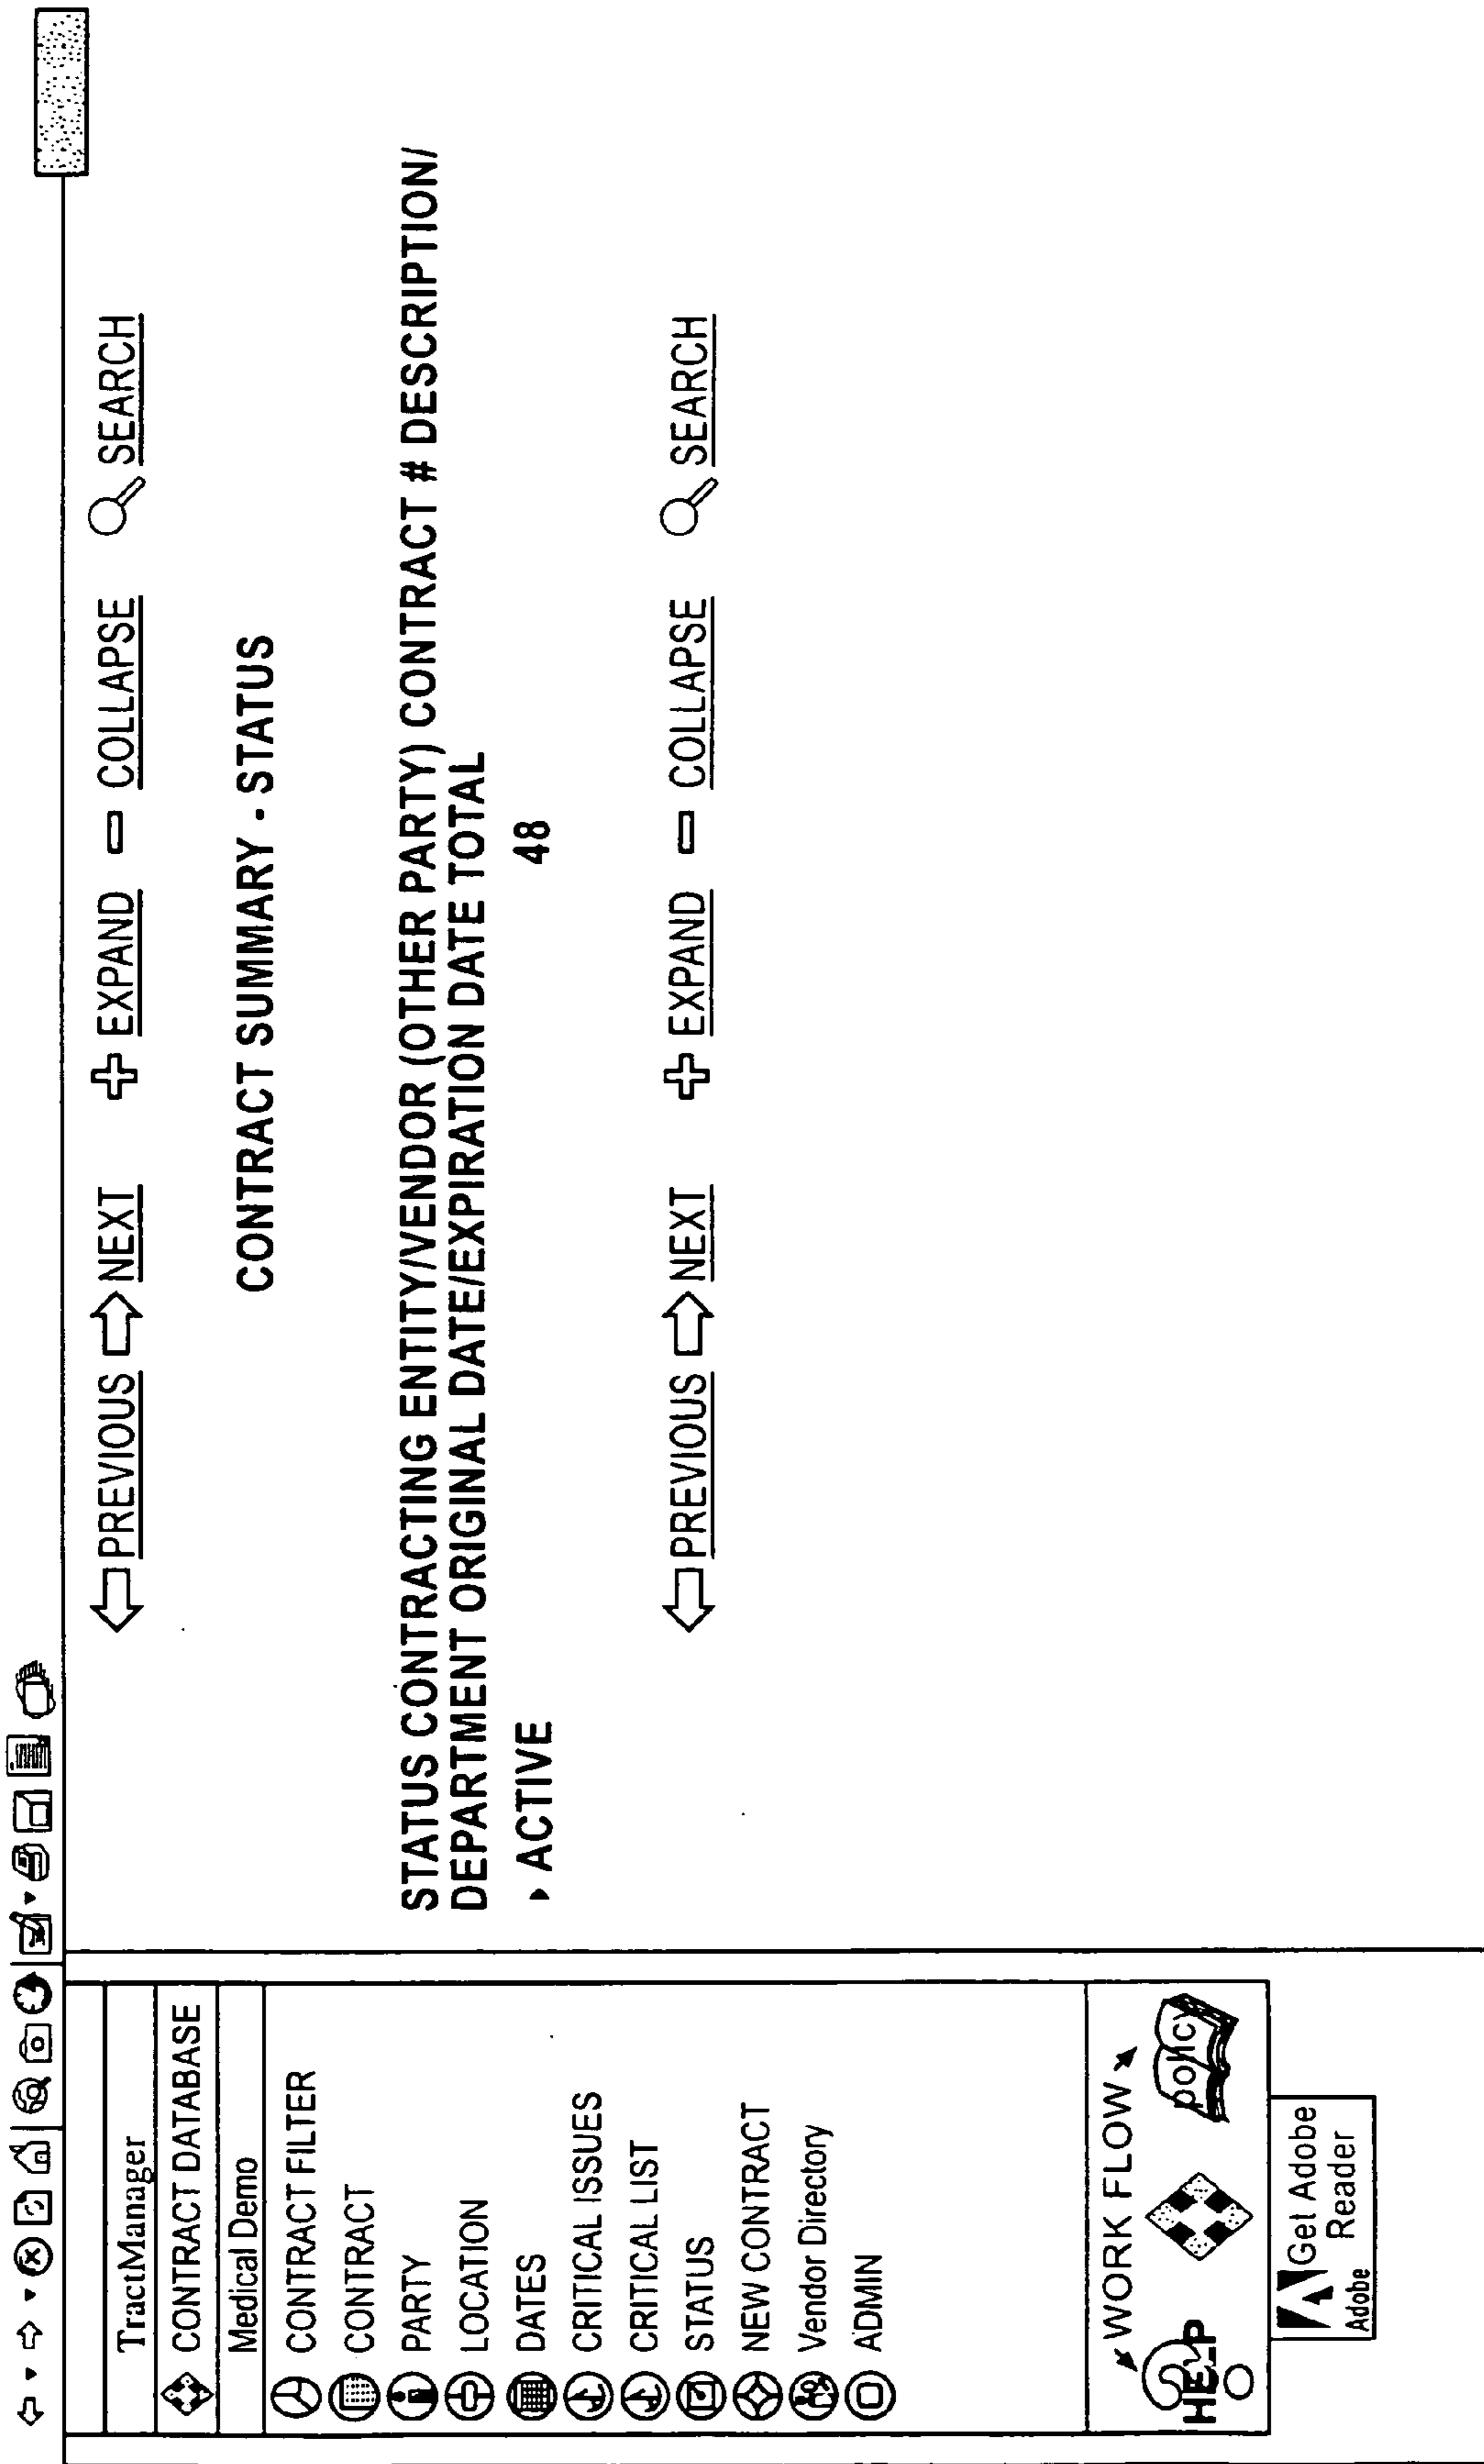 TractManager
CONTRACT DATABASE
Medical Demo
CONTRACT FILTER
CONTRACT
PARTY
LOCATION
DATES
CRITICAL ISSUES
CRITICAL LIST
STATUS
NEW CONTRACT
Vendor Directory
ADMIN
WORK FLOW
HELP
policy
Adobe
Get Adobe
Reader
PREVIOUS NEXT EXPAND COLLAPSE SEARCH
CONTRACT SUMMARY - STATUS
STATUS CONTRACTING ENTITY/VENDOR (OTHER PARTY) CONTRACT # DESCRIPTION/
DEPARTMENT ORIGINAL DATE/EXPIRATION DATE TOTAL
ACTIVE 48
PREVIOUS NEXT EXPAND COLLAPSE SEARCH